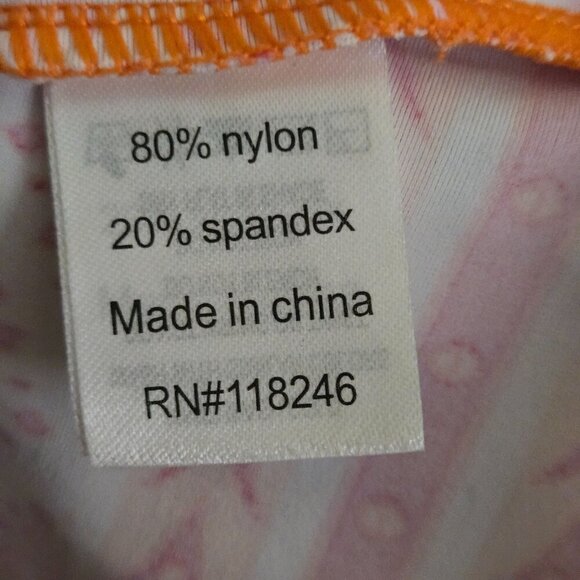 80% nylon
20% spandex
Made in china
RN#118246